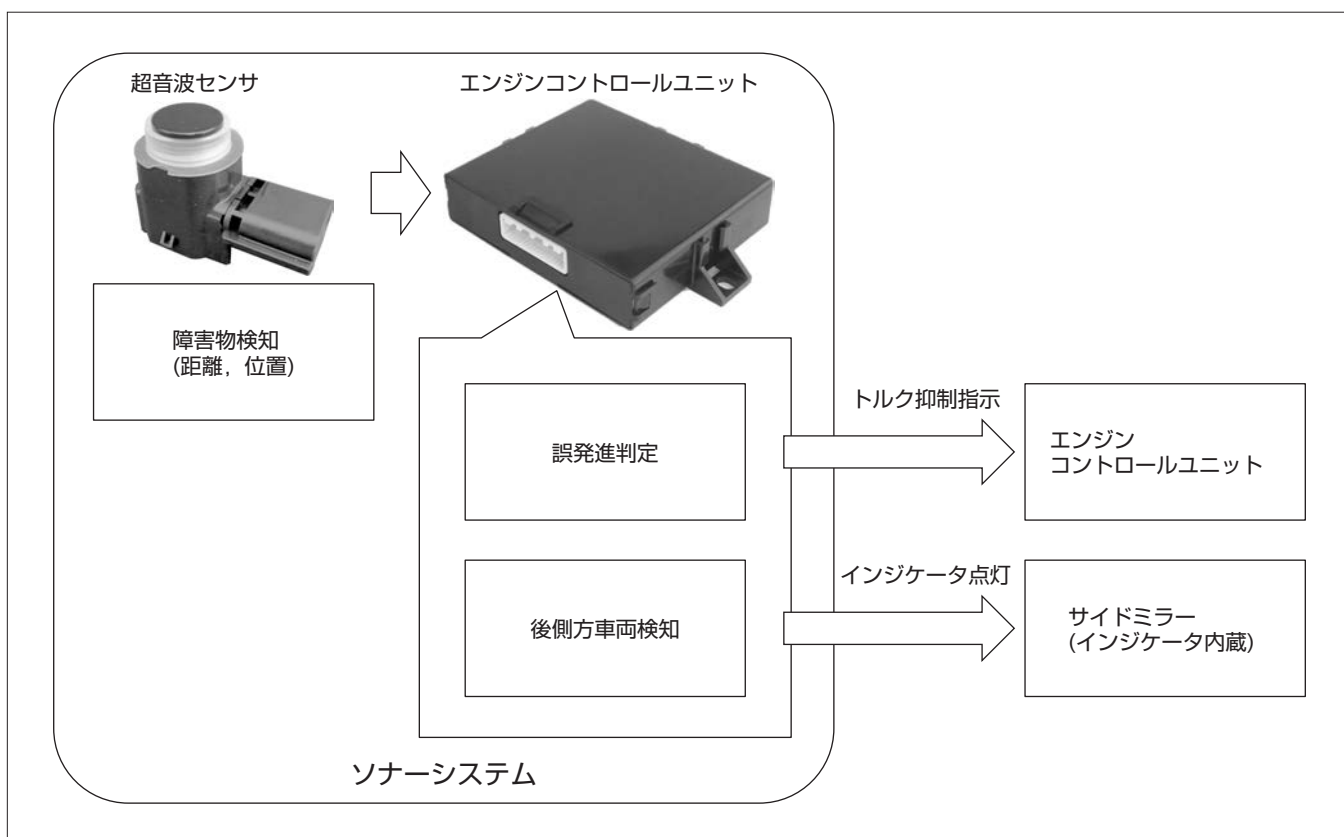 超音波センサ
エンジンコントロールユニット
障害物検知
(距離，位置)
誤発進判定
トルク抑制指示
エンジン
コントロールユニット
後側方車両検知
インジケータ点灯
サイドミラー
(インジケータ内蔵)
ソナーシステム